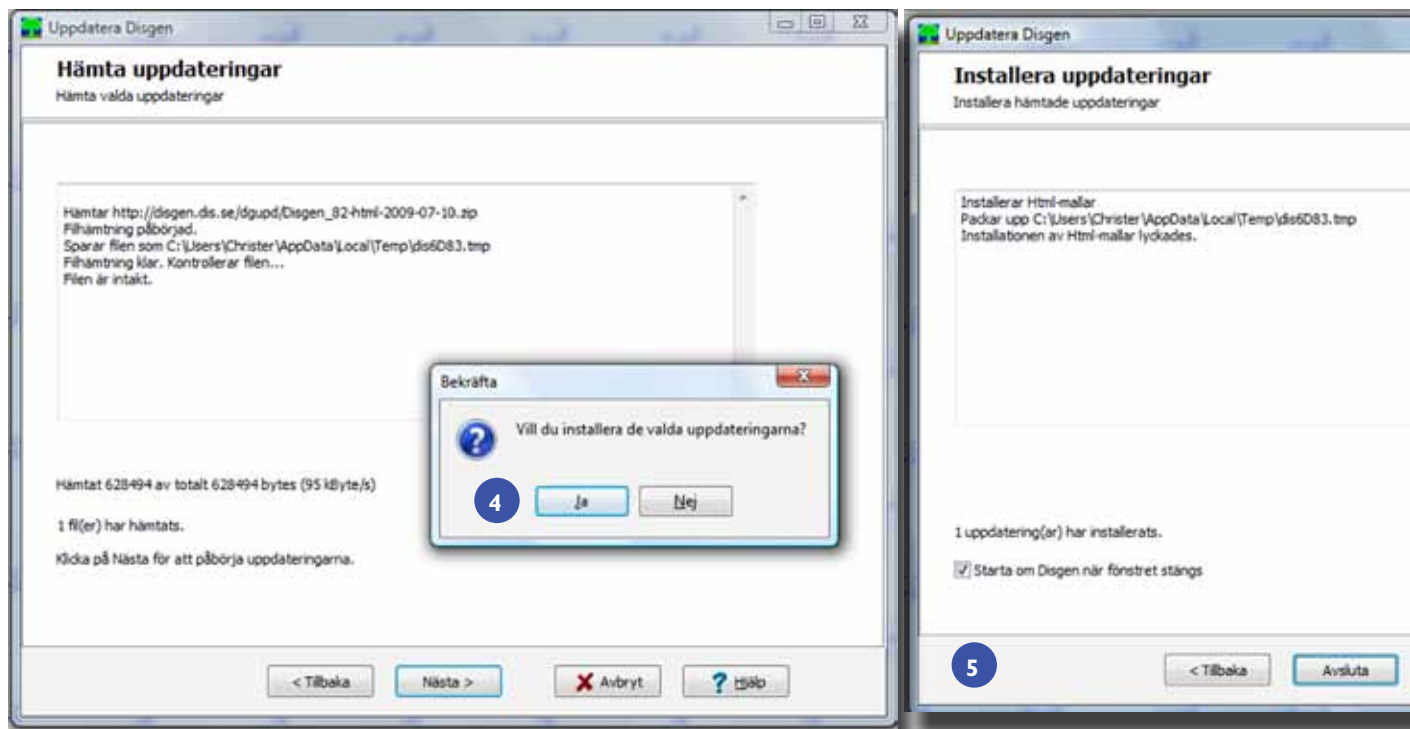 Uppdatera Disgen
Hämta uppdateringar
Hämta valda uppdateringar
Hämtar http://disgen.dis.se/dgupd/Disgen_82-html-2009-07-10.zip
Filhämtning påbörjad.
Sparar filen som C:\Users\Christer\AppData\Local\Temp\dis6D83.tmp
Filhämtning klar. Kontrollerar filen...
Filen är intakt.
Bekräfta
Vill du installera de valda uppdateringarna?
4
Ja
Nej
Hämtat 628494 av totalt 628494 bytes (95 kByte/s)
1 fil(er) har hämtats.
Klicka på Nästa för att påbörja uppdateringarna.
< Tillbaka
Nästa >
Avbryt
Hjälp
Uppdatera Disgen
Installera uppdateringar
Installera hämtade uppdateringar
Installerar Html-mallar
Packar upp C:\Users\Christer\AppData\Local\Temp\dis6D83.tmp
Installationen av Html-mallar lyckades.
1 uppdatering(ar) har installerats.
Starta om Disgen när fönstret stängs
5
< Tillbaka
Avsluta